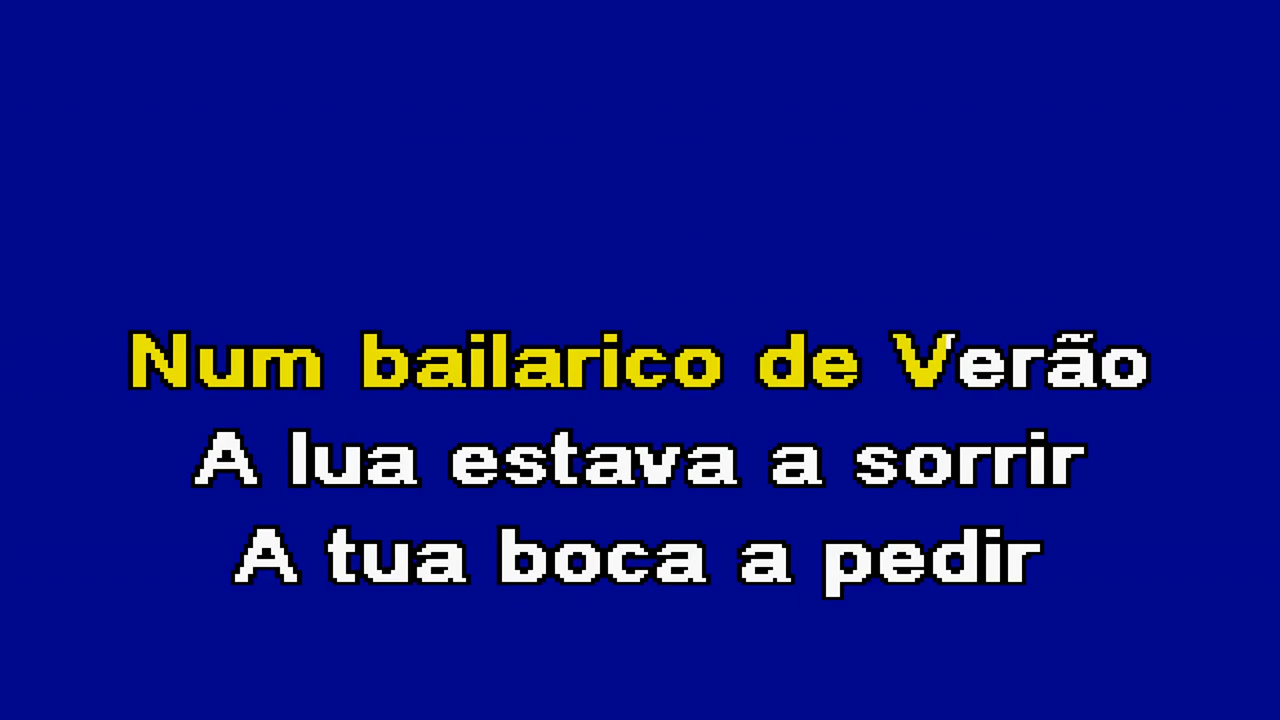 Num bailarico de Verão
A lua estava a sorrir
A tua boca a pedir